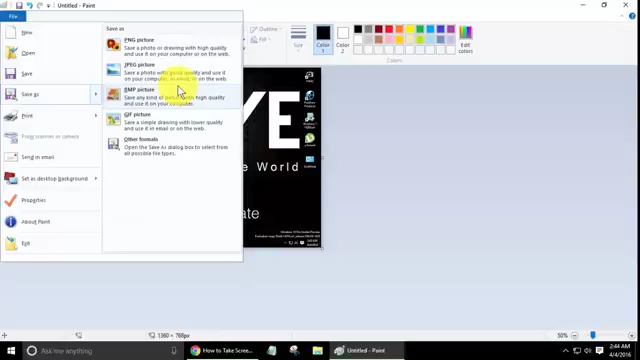 Untitled - Paint
File
New
Open
Save
Save as
Print
From scanner or camera
Send in email
Set as desktop background
Properties
About Paint
Exit
Save as
PNG picture
Save a photo or drawing with high quality
and use it on your computer or on the web.
JPEG picture
Save a photo with good quality and use it
on your computer, in email, or on the web.
BMP picture
Save any kind of picture with high quality
and use it on your computer.
GIF picture
Save a simple drawing with lower quality
and use it in email or on the web.
Other formats
Open the Save As dialog box to select from
all possible file types.
Outline
Fill
Size
Color
1
Color
2
Colors
Edit
colors
YE
he World
ate
1360 × 768px
50%
Ask me anything
How to Take Scree...
Untitled - Paint
2:44 AM
4/4/2016